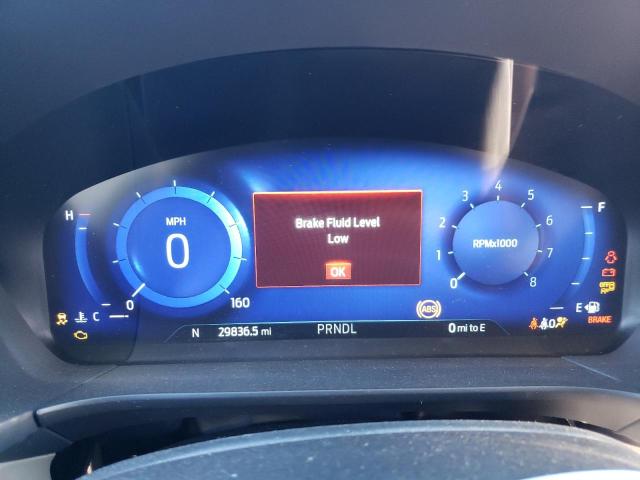 Brake Fluid Level
Low
OK
H
MPH
0
0
160
C
3
4
5
2
6
1
7
0
8
RPMx1000
F
E
ABS
BRAKE
N
29836.5 mi
PRNDL
0 mi to E